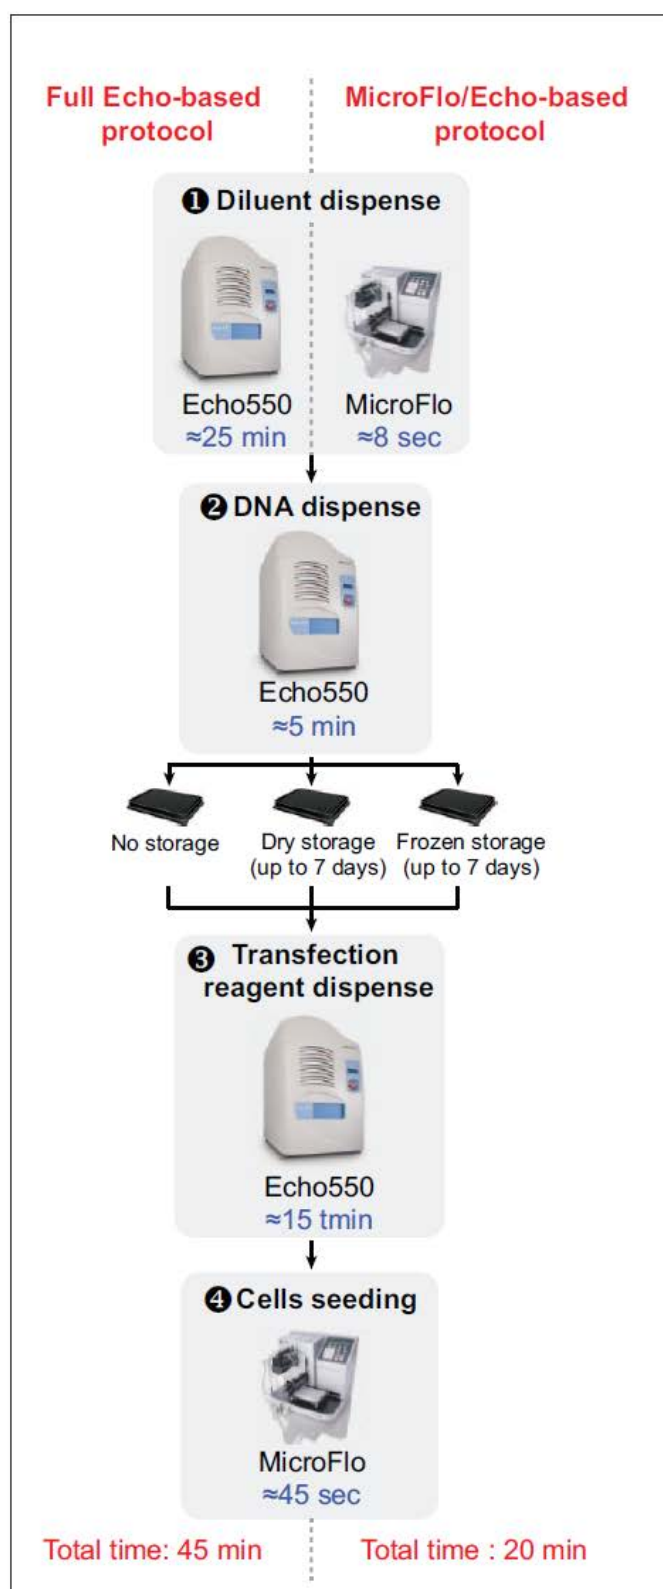 Full Echo-based
protocol
MicroFlo/Echo-based
protocol
❶ Diluent dispense
Echo550
≈25 min
MicroFlo
≈8 sec
❷ DNA dispense
Echo550
≈5 min
No storage
Dry storage
(up to 7 days)
Frozen storage
(up to 7 days)
❸ Transfection
reagent dispense
Echo550
≈15 tmin
❹ Cells seeding
MicroFlo
≈45 sec
Total time: 45 min
Total time : 20 min